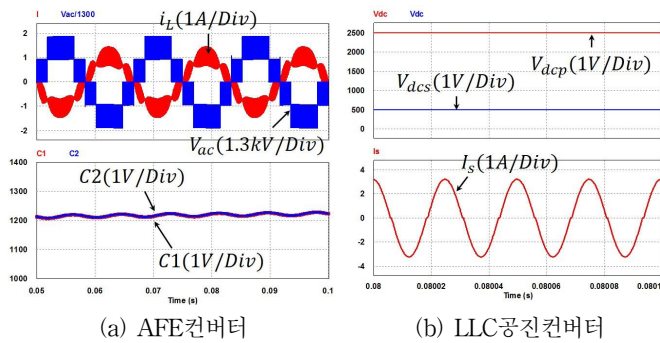 I Vac/1300
i_L(1A/Div)
2
1
0
-1
-2
V_ac(1.3kV/Div)
C1 C2
1400
1300
1200
1100
1000
C2(1V/Div)
C1(1V/Div)
0.05 0.06 0.07 0.08 0.09 0.1
Time (s)
(a) AFE컨버터
Vdc Vdc
2500
2000
1500
1000
500
0
V_dcs(1V/Div)
V_dcp(1V/Div)
Is
I_s(1A/Div)
4
2
0
-2
-4
0.08 0.08002 0.08004 0.08006 0.08008 0.0801
Time (s)
(b) LLC공진컨버터